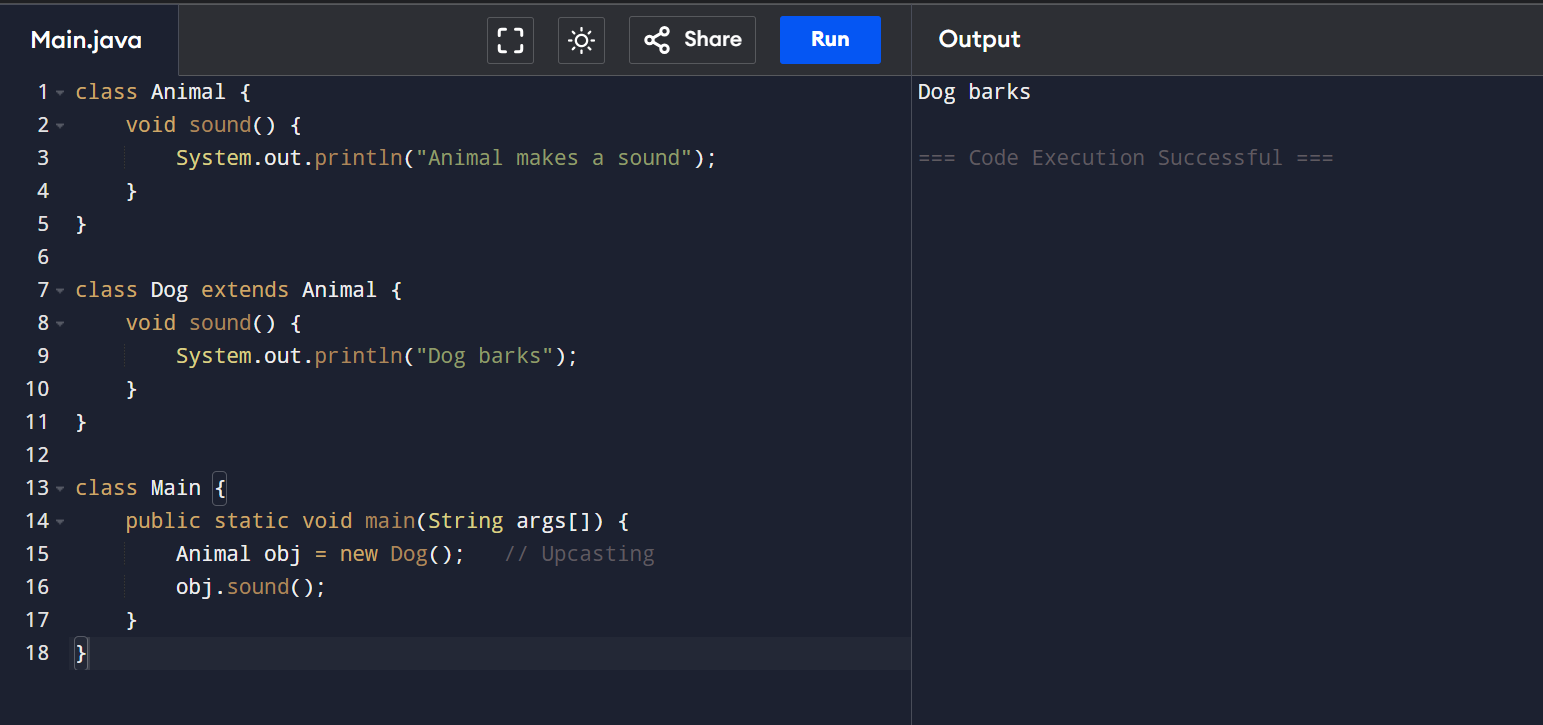 Main.java
Share
Run
Output
1 class Animal {
2     void sound() {
3         System.out.println("Animal makes a sound");
4     }
5 }
6
7 class Dog extends Animal {
8     void sound() {
9         System.out.println("Dog barks");
10     }
11 }
12
13 class Main {
14     public static void main(String args[]) {
15         Animal obj = new Dog();   // Upcasting
16         obj.sound();
17     }
18 }
Dog barks
=== Code Execution Successful ===